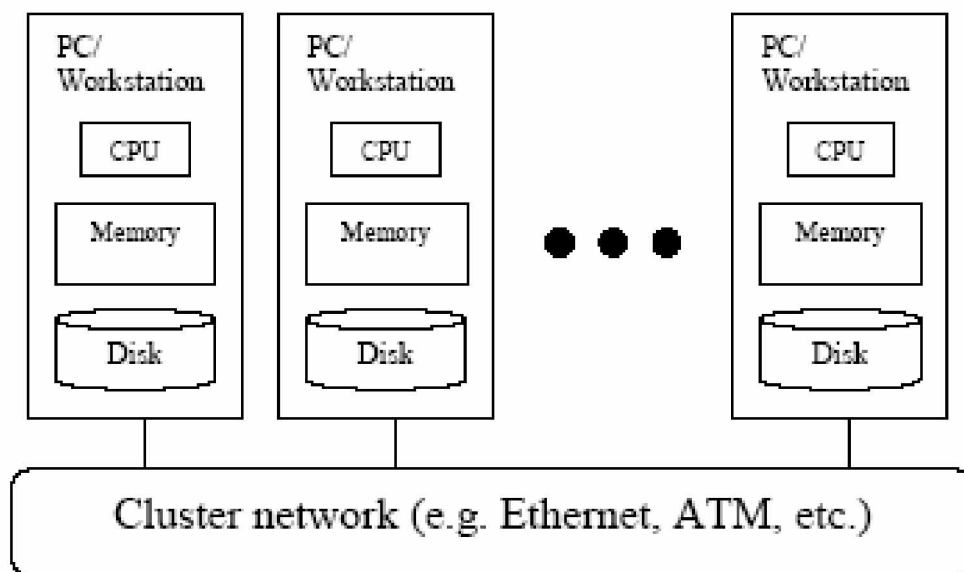 PC/
Workstation
CPU
Memory
Disk
PC/
Workstation
CPU
Memory
Disk
PC/
Workstation
CPU
Memory
Disk
Cluster network (e.g. Ethernet, ATM, etc.)